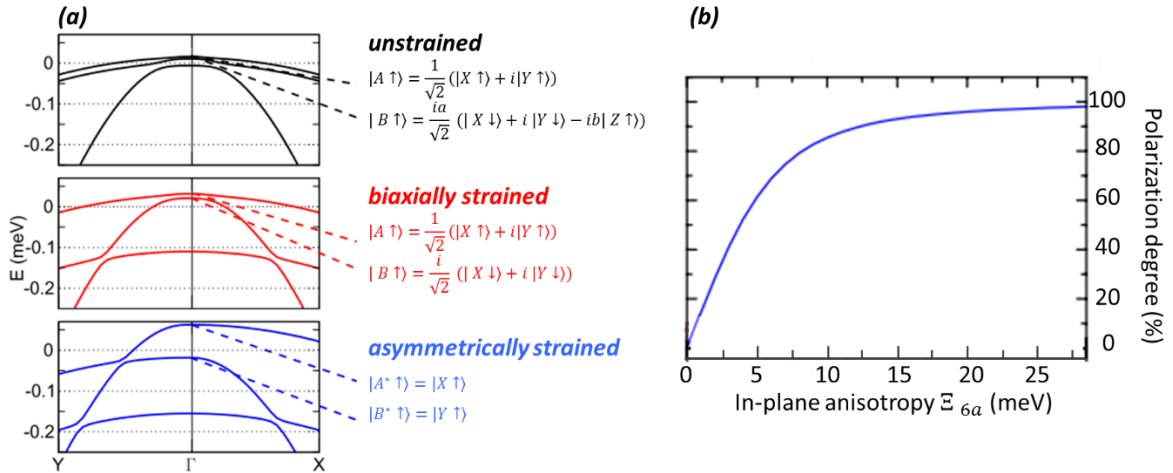 (a)
unstrained
|A ↑⟩ = 1/√2 (|X ↑⟩ + i|Y ↑⟩)
| B ↑⟩ = ia/√2 (| X ↓⟩ + i |Y ↓⟩ − ib| Z ↑⟩)
biaxially strained
|A ↑⟩ = 1/√2 (|X ↑⟩ + i|Y ↑⟩)
| B ↑⟩ = i/√2 (| X ↓⟩ + i |Y ↓⟩)
asymmetrically strained
|A* ↑⟩ = |X ↑⟩
|B* ↑⟩ = |Y ↑⟩
E (meV)
0
-0.1
-0.2
0
-0.1
-0.2
0
-0.1
-0.2
Y Γ X
(b)
100
80
60
40
20
0
Polarization degree (%)
0 5 10 15 20 25
In-plane anisotropy Ξ 6a (meV)